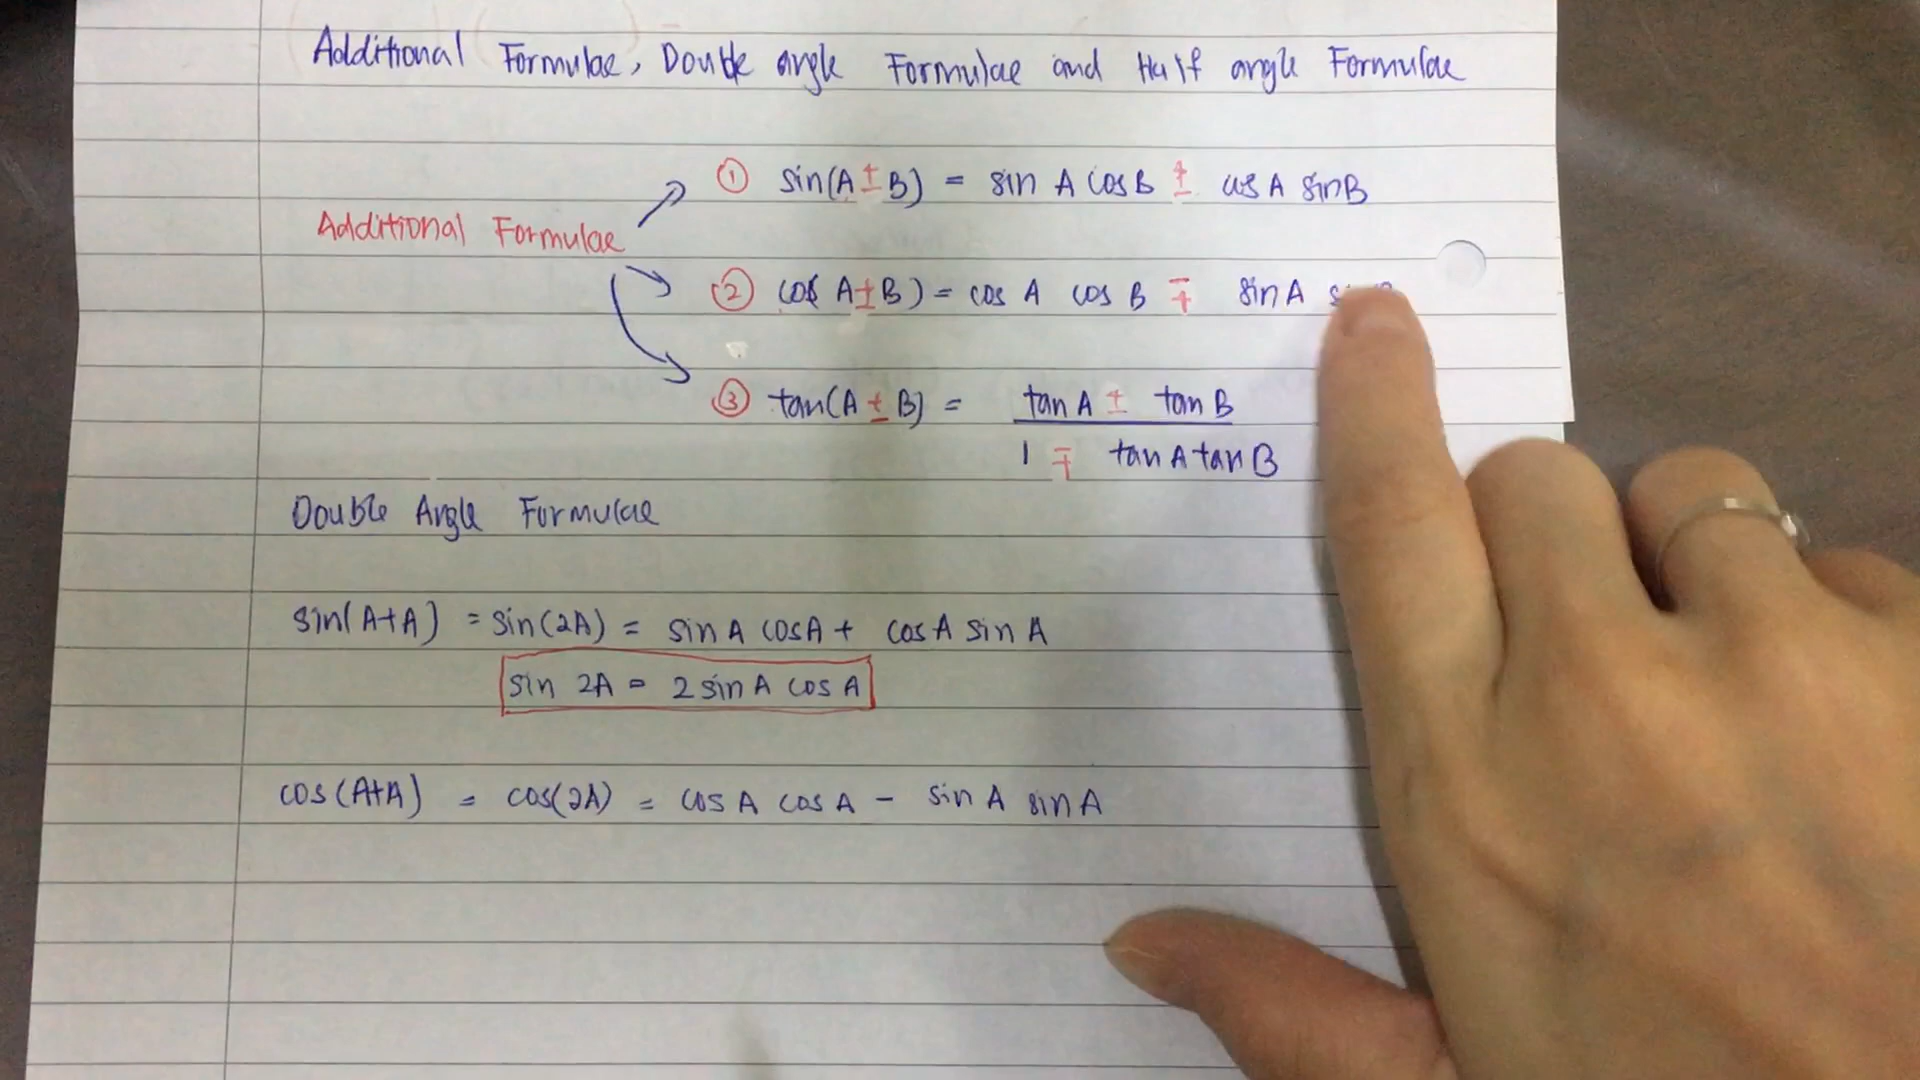 Additional Formulae, Double angle Formulae and Half angle Formulae
① sin(A ± B) = sin A cos B ± cos A sin B
Additional Formulae
② cos( A ± B ) = cos A cos B ∓ sin A
③ tan(A ± B) = tan A ± tan B
1 ∓ tan A tan B
Double Angle Formulae
sin(A+A) = sin(2A) = sin A cos A + cos A sin A
sin 2A = 2 sin A cos A
cos (A+A) = cos(2A) = cos A cos A - sin A sin A